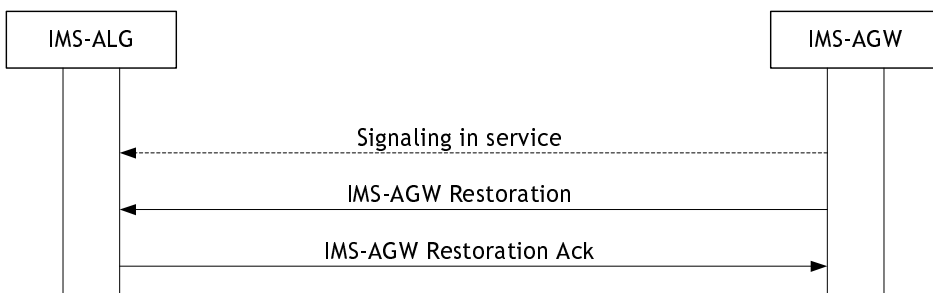 IMS-ALG
IMS-AGW
Signaling in service
IMS-AGW Restoration
IMS-AGW Restoration Ack